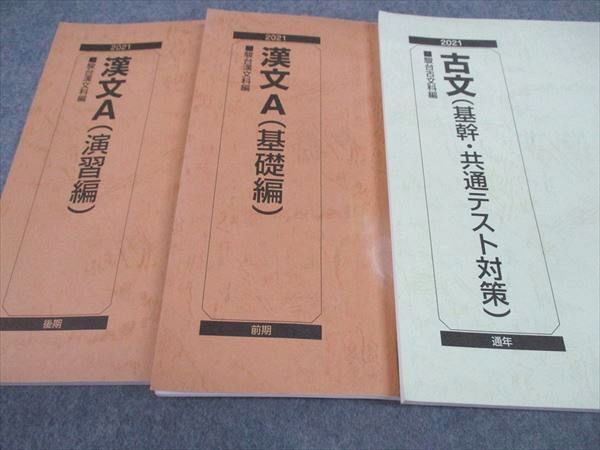 2021
漢文A(演習編)
■駿台漢文科編
後期
2021
漢文A(基礎編)
■駿台漢文科編
前期
2021
古文(基幹・共通テスト対策)
■駿台古文科編
通年